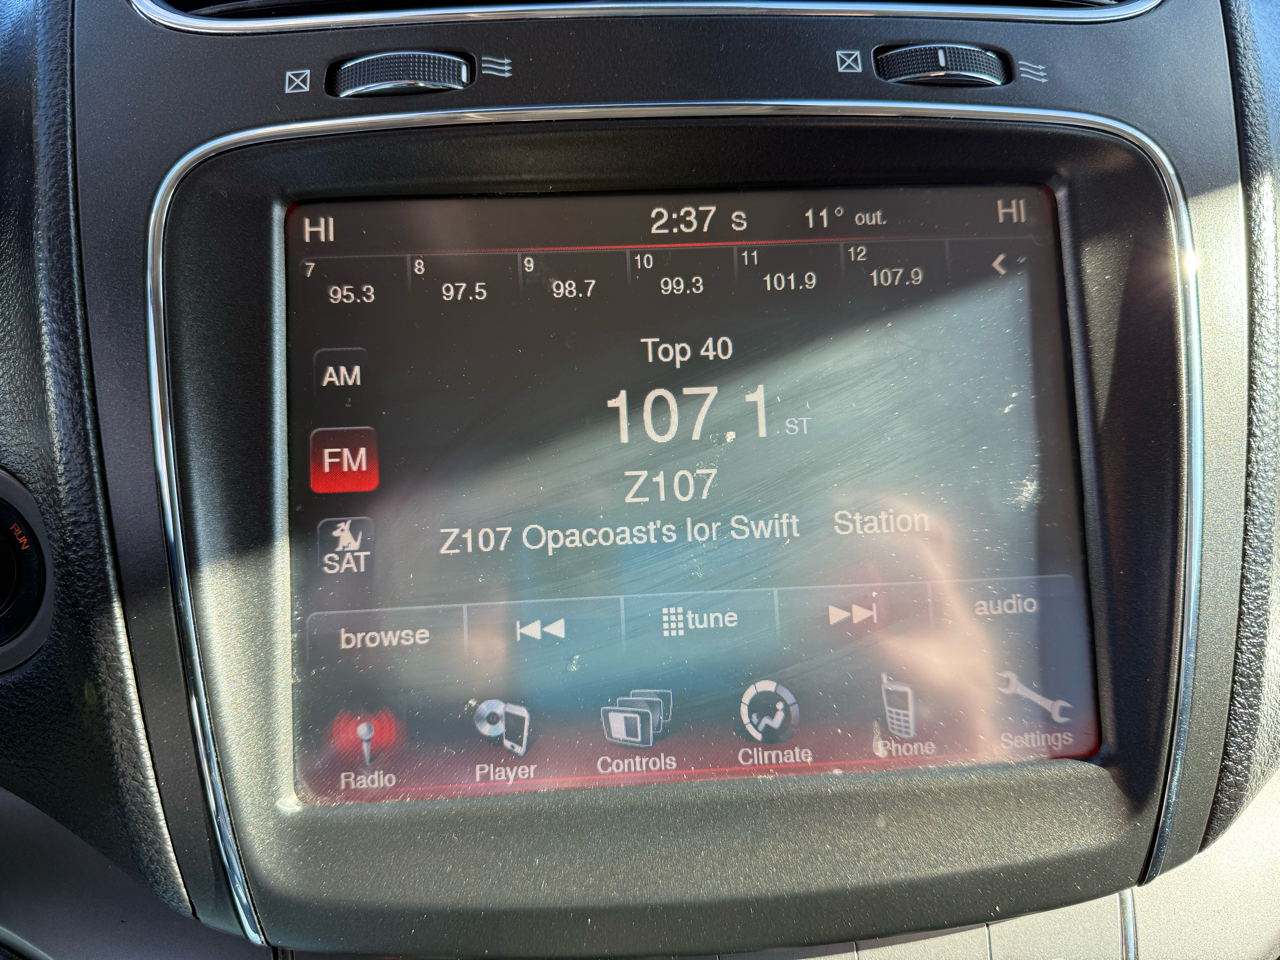 HI 2:37 S 11° out. HI
7 8 9 10 11 12
95.3 97.5 98.7 99.3 101.9 107.9
Top 40
AM
107.1 ST
FM
Z107
Z107 Opacoast's lor Swift Station
SAT
browse tune audio
Radio Player Controls Climate Phone Settings
RUN